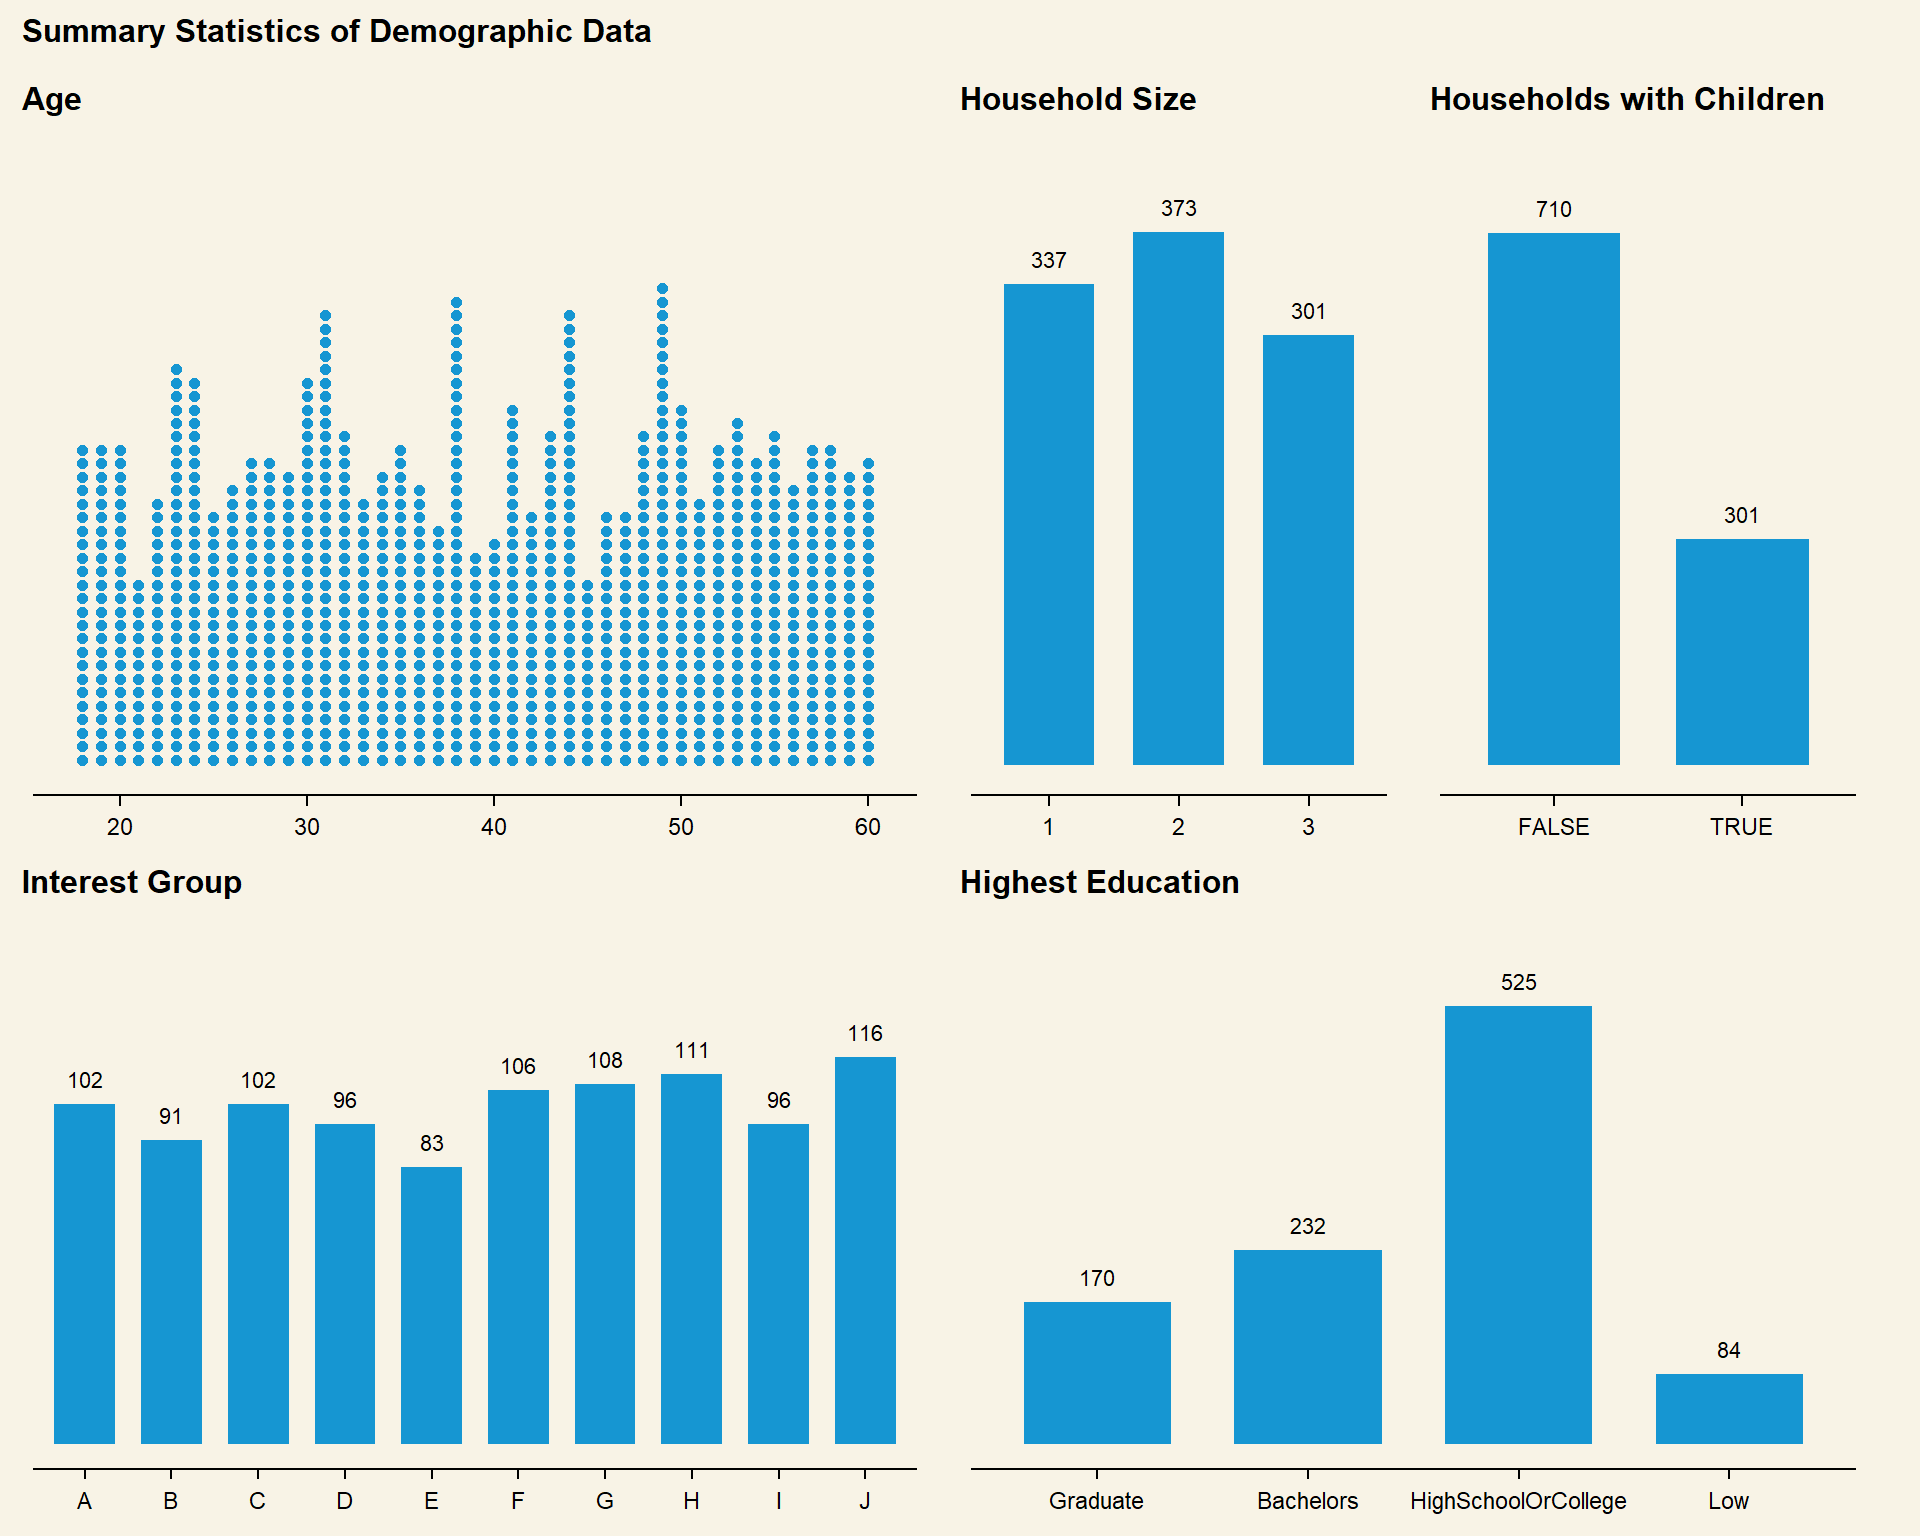 Summary Statistics of Demographic Data
Age
20 30 40 50 60
Household Size
337 373 301
1 2 3
Households with Children
710 301
FALSE TRUE
Interest Group
102 91 102 96 83 106 108 111 96 116
A B C D E F G H I J
Highest Education
170 232 525 84
Graduate Bachelors HighSchoolOrCollege Low